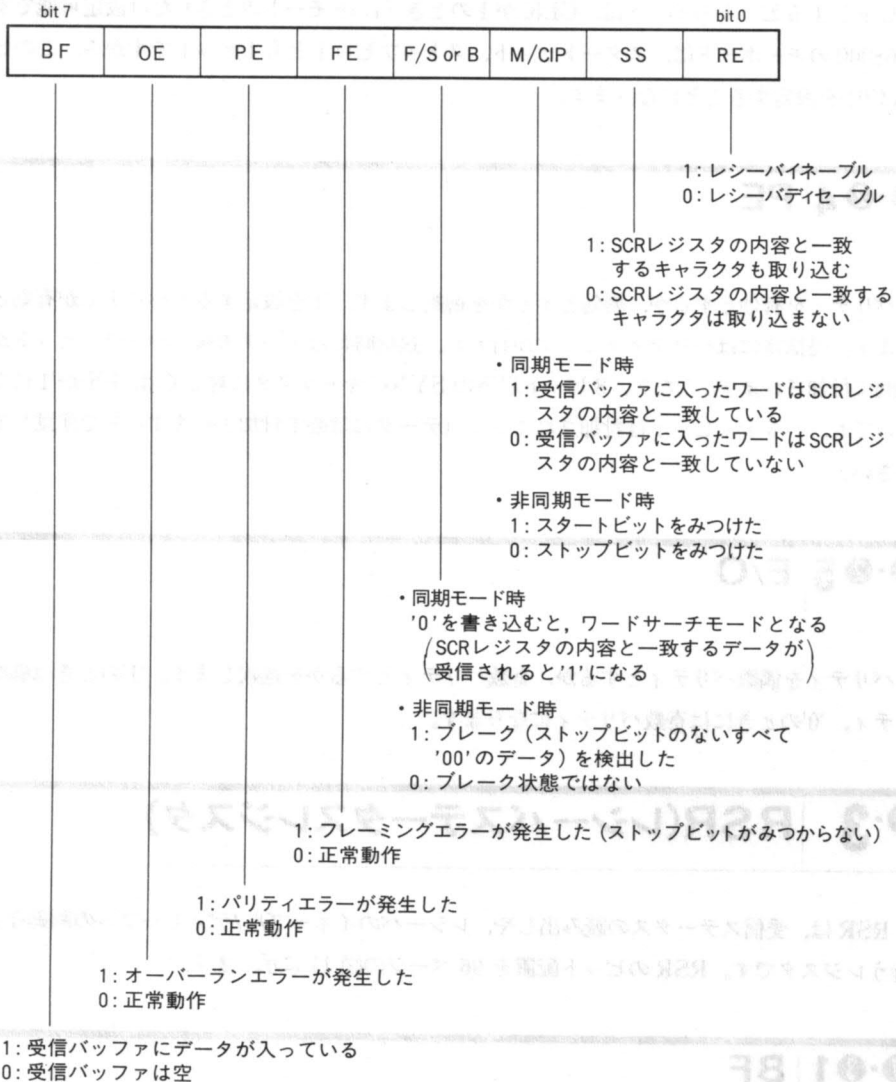 bit 7
bit 0
BF
OE
PE
FE
F/S or B
M/CIP
SS
RE
1: レシーバイネーブル
0: レシーバディセーブル
1: SCRレジスタの内容と一致
するキャラクタも取り込む
0: SCRレジスタの内容と一致する
キャラクタは取り込まない
・同期モード時
1: 受信バッファに入ったワードはSCRレジ
スタの内容と一致している
0: 受信バッファに入ったワードはSCRレジ
スタの内容と一致していない
・非同期モード時
1: スタートビットをみつけた
0: ストップビットをみつけた
・同期モード時
'0'を書き込むと, ワードサーチモードとなる
(SCRレジスタの内容と一致するデータが
受信されると'1'になる)
・非同期モード時
1: ブレーク (ストップビットのないすべて
'00'のデータ) を検出した
0: ブレーク状態ではない
1: フレーミングエラーが発生した (ストップビットがみつからない)
0: 正常動作
1: パリティエラーが発生した
0: 正常動作
1: オーバーランエラーが発生した
0: 正常動作
1: 受信バッファにデータが入っている
0: 受信バッファは空